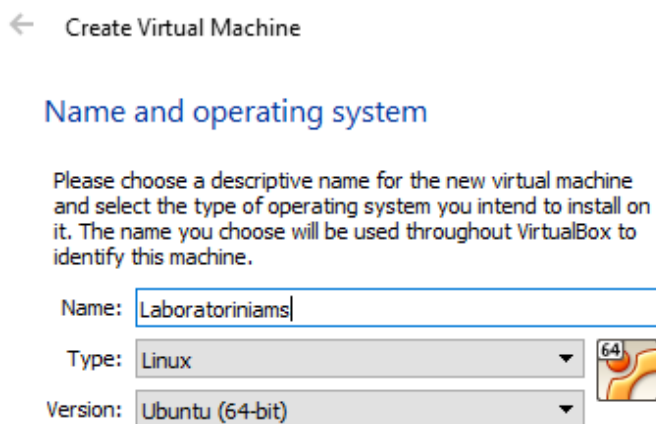 Create Virtual Machine
Name and operating system
Please choose a descriptive name for the new virtual machine
and select the type of operating system you intend to install on
it. The name you choose will be used throughout VirtualBox to
identify this machine.
Name: Laboratoriniams
Type: Linux
64
Version: Ubuntu (64-bit)